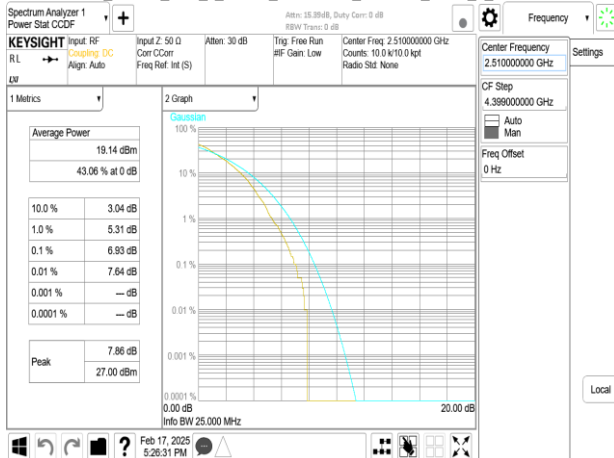 Spectrum Analyzer 1
Power Stat CCDF
+
Attn: 15.39dB, Duty Corr: 0 dB
RBW Trans: 0 dB
Frequency
KEYSIGHT
RL
LXI
Input: RF
Coupling: DC
Align: Auto
Input Z: 50 Ω
Corr CCorr
Freq Ref: Int (S)
Atten: 30 dB
Trig: Free Run
#IF Gain: Low
Center Freq: 2.510000000 GHz
Counts: 10.0 k/10.0 kpt
Radio Std: None
Center Frequency
2.510000000 GHz
Settings
CF Step
4.399000000 GHz
Auto
Man
Freq Offset
0 Hz
Local
1 Metrics
Average Power
19.14 dBm
43.06 % at 0 dB
10.0 % 3.04 dB
1.0 % 5.31 dB
0.1 % 6.93 dB
0.01 % 7.64 dB
0.001 % --- dB
0.0001 % --- dB
Peak
7.86 dB
27.00 dBm
2 Graph
Gaussian
100 %
10 %
1 %
0.1 %
0.01 %
0.001 %
0.0001 %
0.00 dB 20.00 dB
Info BW 25.000 MHz
?
Feb 17, 2025
5:26:31 PM